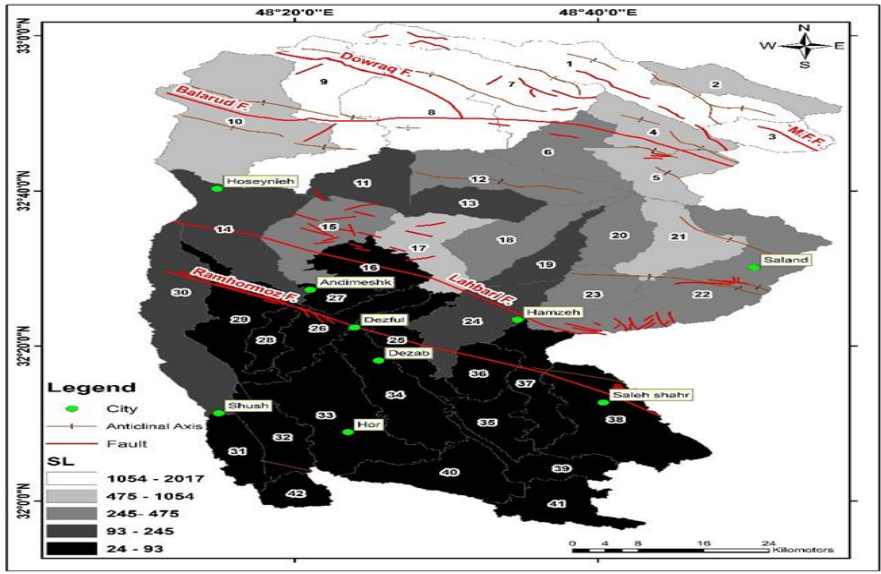 48°20'0"E 48°40'0"E
33°0'0"N
32°40'0"N
32°20'0"N
32°0'0"N
N
W E
S
1
2
Dowraq F.
9
7
Balarud F.
8
10
4
3
M.F.F.
6
5
11
12
Hoseynieh
13
14
15
17
18
20
21
16
19
Saland
Ramhormoz F.
Andimeshk
Lahbari F.
30
27
23
22
29
26
Dezful
24
Hamzeh
28
25
Dezab
36
37
34
Saleh shahr
Shush
33
35
38
Hor
31
32
40
39
42
41
Legend
City
Anticlinal Axis
Fault
SL
1054 - 2017
475 - 1054
245- 475
93 - 245
24 - 93
0 4 8 16 24
Kilometers